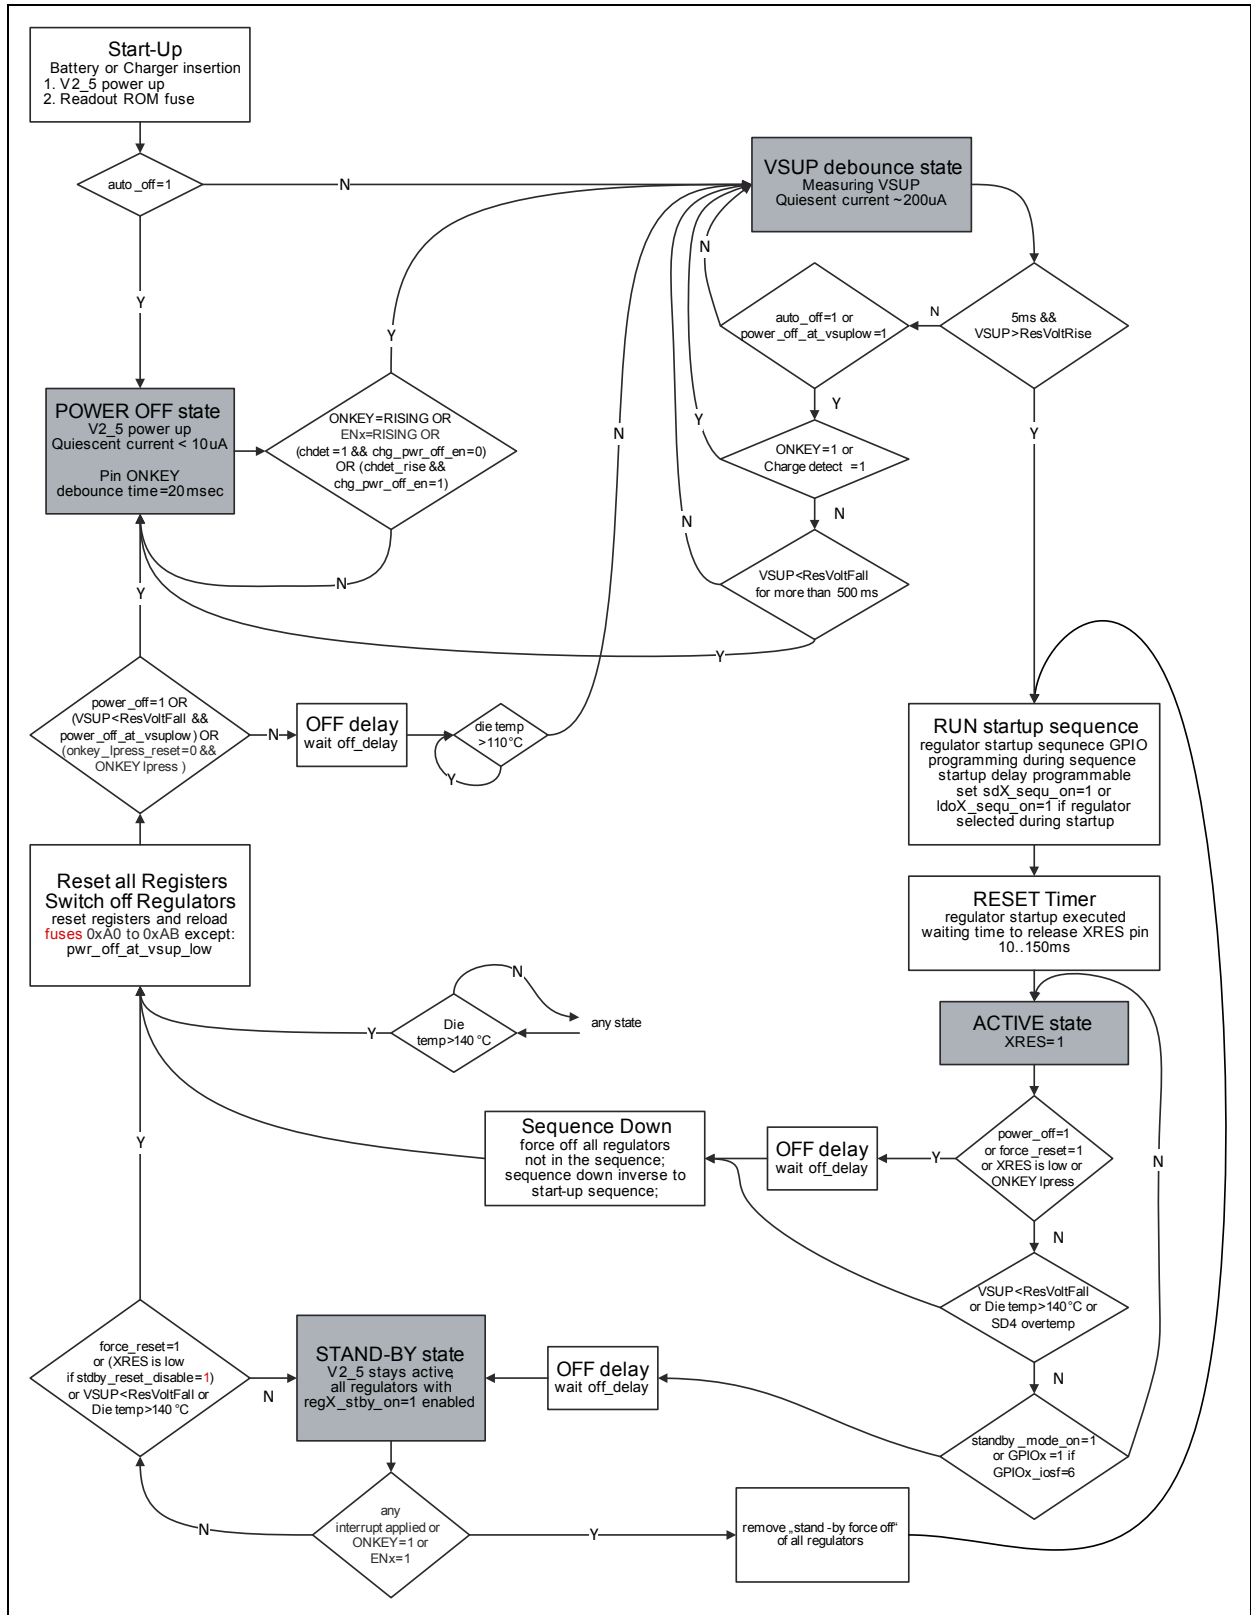 Start-Up
Battery or Charger insertion
1. V2_5 power up
2. Readout ROM fuse
auto_off=1
N
Y
VSUP debounce state
Measuring VSUP
Quiesent current ~200uA
N
5ms &&
VSUP>ResVoltRise
N
auto_off=1 or
power_off_at_vsuplow=1
Y
Y
ONKEY=1 or
Charge detect =1
Y
N
VSUP<ResVoltFall
for more than 500 ms
N
Y
POWER OFF state
V2_5 power up
Quiescent current < 10uA
Pin ONKEY
debounce time=20msec
ONKEY=RISING OR
ENx=RISING OR
(chdet=1 && chg_pwr_off_en=0)
OR (chdet_rise &&
chg_pwr_off_en=1)
Y
N
Y
power_off=1 OR
(VSUP<ResVoltFall &&
power_off_at_vsuplow) OR
(onkey_lpress_reset=0 &&
ONKEY lpress )
N
OFF delay
wait off_delay
die temp
>110°C
Y
N
RUN startup sequence
regulator startup sequnece GPIO
programming during sequence
startup delay programmable
set sdX_sequ_on=1 or
ldoX_sequ_on=1 if regulator
selected during startup
Reset all Registers
Switch off Regulators
reset registers and reload
fuses 0xA0 to 0xAB except:
pwr_off_at_vsup_low
RESET Timer
regulator startup executed
waiting time to release XRES pin
10..150ms
Die
temp>140 °C
N
Y
any state
ACTIVE state
XRES=1
power_off=1
or force_reset=1
or XRES is low or
ONKEY lpress
Y
OFF delay
wait off_delay
Sequence Down
force off all regulators
not in the sequence;
sequence down inverse to
start-up sequence;
N
N
Y
VSUP<ResVoltFall
or Die temp>140°C or
SD4 overtemp
N
standby_mode_on=1
or GPIOx=1 if
GPIOx_iosf=6
OFF delay
wait off_delay
STAND-BY state
V2_5 stays active,
all regulators with
regX_stby_on=1 enabled
force_reset=1
or (XRES is low
if stdby_reset_disable=1)
or VSUP<ResVoltFall or
Die temp>140 °C
N
any
interrupt applied or
ONKEY=1 or
ENx=1
N
Y
remove „stand-by force off“
of all regulators